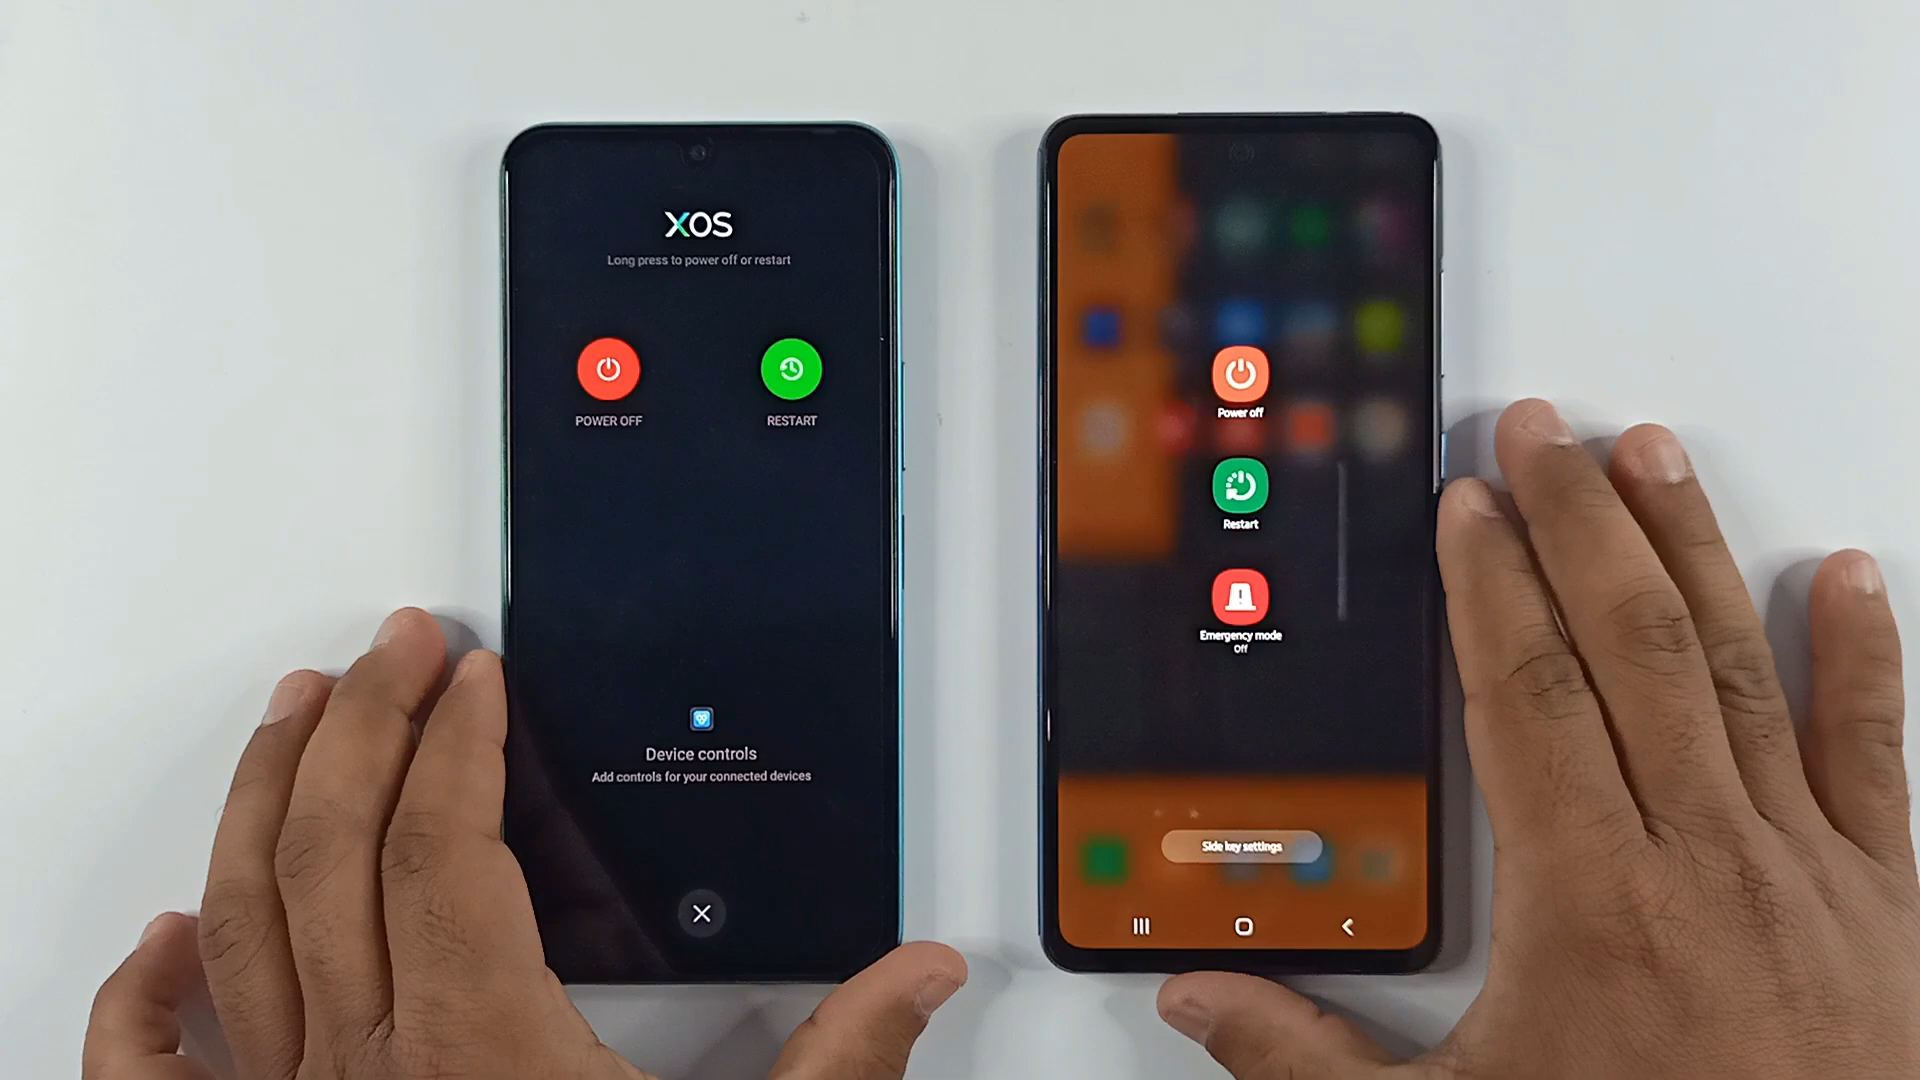 XOS
Long press to power off or restart
POWER OFF
RESTART
Device controls
Add controls for your connected devices
Power off
Restart
Emergency mode
Off
Side key settings